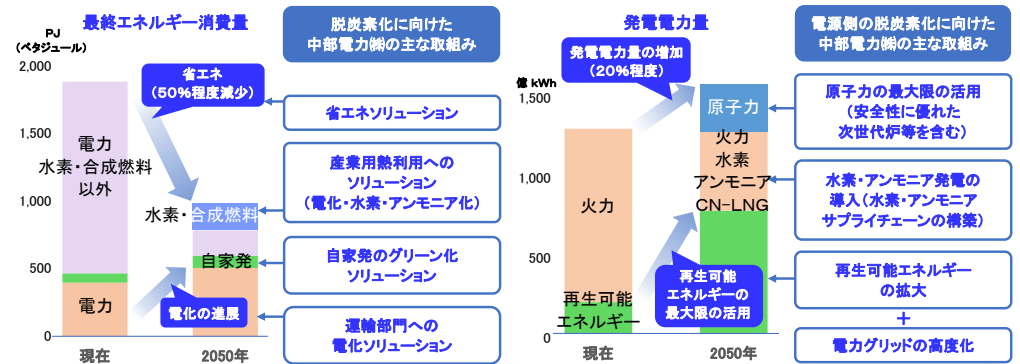 最終エネルギー消費量
PJ
(ペタジュール)
2,000
1,500
1,000
500
0
省エネ
(50%程度減少)
電力
水素・合成燃料
以外
水素・合成燃料
自家発
電力
電化の進展
現在
2050年
脱炭素化に向けた
中部電力㈱の主な取組み
省エネソリューション
産業用熱利用への
ソリューション
(電化・水素・アンモニア化)
自家発のグリーン化
ソリューション
運輸部門への
電化ソリューション
発電電力量
億 kWh
1,500
1,000
500
0
発電電力量の増加
(20%程度)
火力
再生可能
エネルギー
原子力
火力
水素
アンモニア
CN-LNG
再生可能
エネルギーの
最大限の活用
現在
2050年
電源側の脱炭素化に向けた
中部電力㈱の主な取組み
原子力の最大限の活用
(安全性に優れた
次世代炉等を含む)
水素・アンモニア発電の
導入(水素・アンモニア
サプライチェーンの構築)
再生可能エネルギー
の拡大
+
電力グリッドの高度化